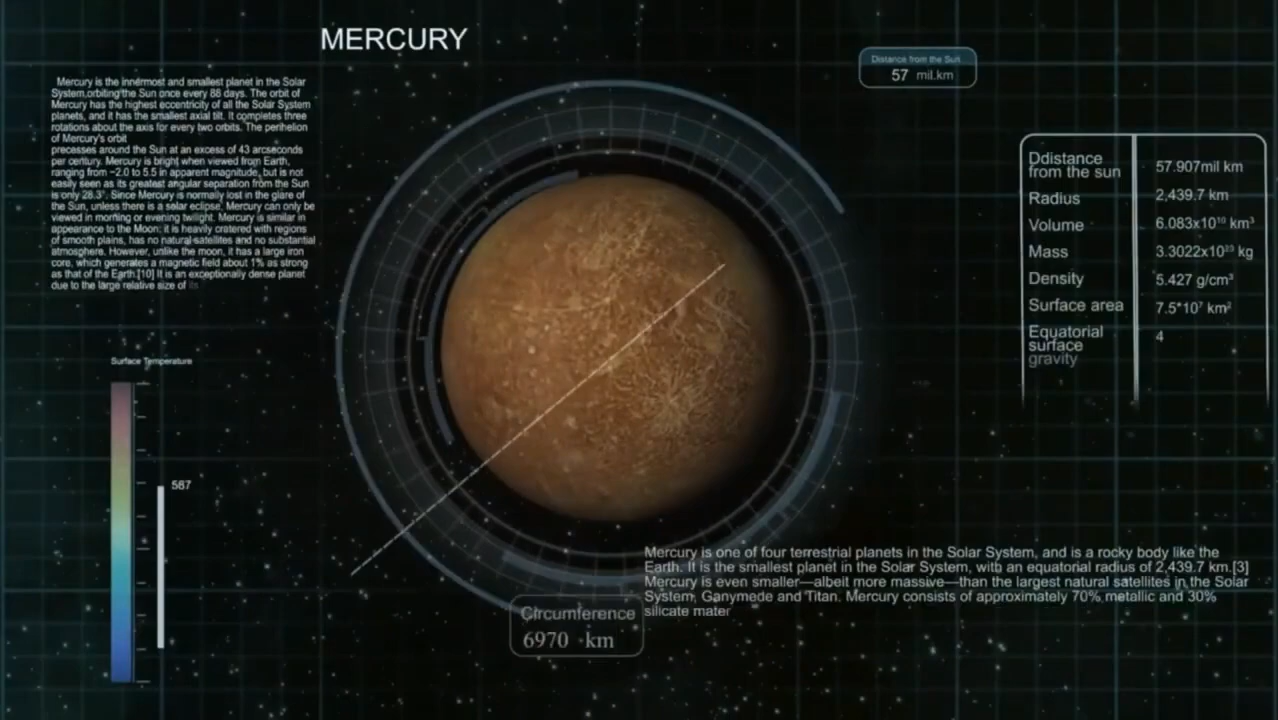 MERCURY
Distance from the Sun
57 mil.km
Mercury is the innermost and smallest planet in the Solar
System,orbiting the Sun once every 88 days. The orbit of
Mercury has the highest eccentricity of all the Solar System
planets, and it has the smallest axial tilt. It completes three
rotations about the axis for every two orbits. The perihelion
of Mercury's orbit
precesses around the Sun at an excess of 43 arcseconds
per century. Mercury is bright when viewed from Earth,
ranging from −2.0 to 5.5 in apparent magnitude, but is not
easily seen as its greatest angular separation from the Sun
is only 28.3°. Since Mercury is normally lost in the glare of
the Sun, unless there is a solar eclipse, Mercury can only be
viewed in morning or evening twilight. Mercury is similar in
appearance to the Moon: it is heavily cratered with regions
of smooth plains, has no natural satellites and no substantial
atmosphere. However, unlike the moon, it has a large iron
core, which generates a magnetic field about 1% as strong
as that of the Earth.[10] It is an exceptionally dense planet
due to the large relative size of its
Ddistance
from the sun
57.907mil km
Radius
2,439.7 km
Volume
6.083x10¹⁰ km³
Mass
3.3022x10²³ kg
Density
5.427 g/cm³
Surface area
7.5*10⁷ km²
Equatorial
surface
gravity
4
Surface Temperature
587
Mercury is one of four terrestrial planets in the Solar System, and is a rocky body like the
Earth. It is the smallest planet in the Solar System, with an equatorial radius of 2,439.7 km.[3]
Mercury is even smaller—albeit more massive—than the largest natural satellites in the Solar
System, Ganymede and Titan. Mercury consists of approximately 70% metallic and 30%
silicate mater
Circumference
6970 km